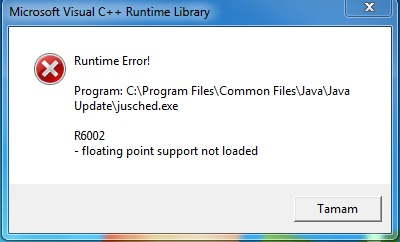 Microsoft Visual C++ Runtime Library
Runtime Error!
Program: C:\Program Files\Common Files\Java\Java
Update\jusched.exe
R6002
- floating point support not loaded
Tamam